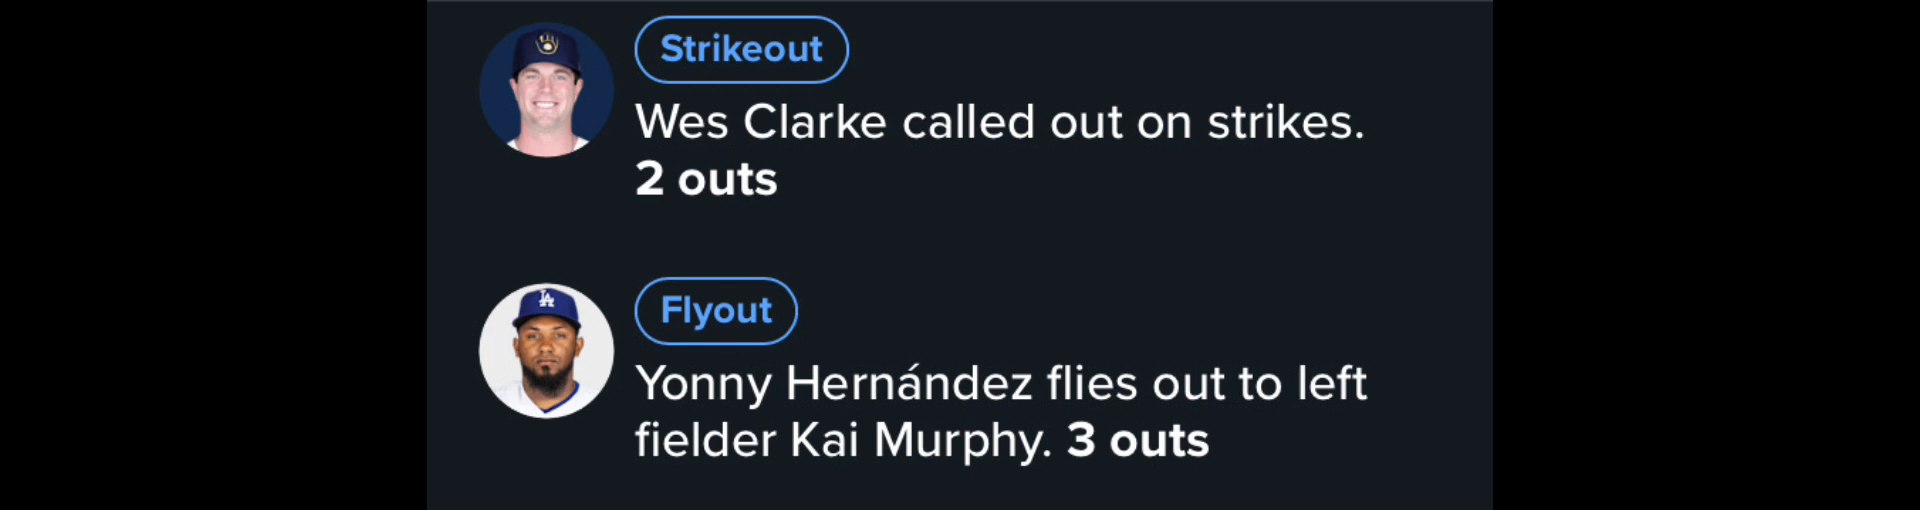 Strikeout
Wes Clarke called out on strikes.
2 outs
LA
Flyout
Yonny Hernández flies out to left
fielder Kai Murphy. 3 outs